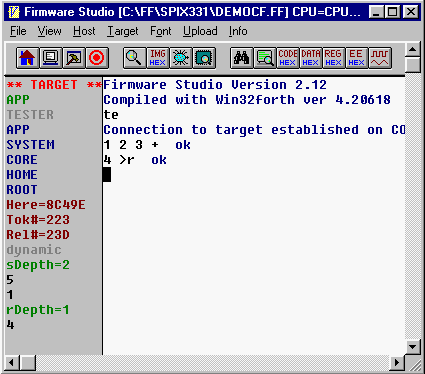 Firmware Studio [C:\FF\SPIX331\DEMOCF.FF] CPU=CPU...
File View Host Target Font Upload Info
IMG HEX CODE HEX DATA HEX REG HEX EE HEX
** TARGET **
APP
TESTER
APP
SYSTEM
CORE
HOME
ROOT
Here=8C49E
Tok#=223
Rel#=23D
dynamic
sDepth=2
5
1
rDepth=1
4
Firmware Studio Version 2.12
Compiled with Win32forth ver 4.20618
te
Connection to target established on CO
1 2 3 + ok
4 >r ok